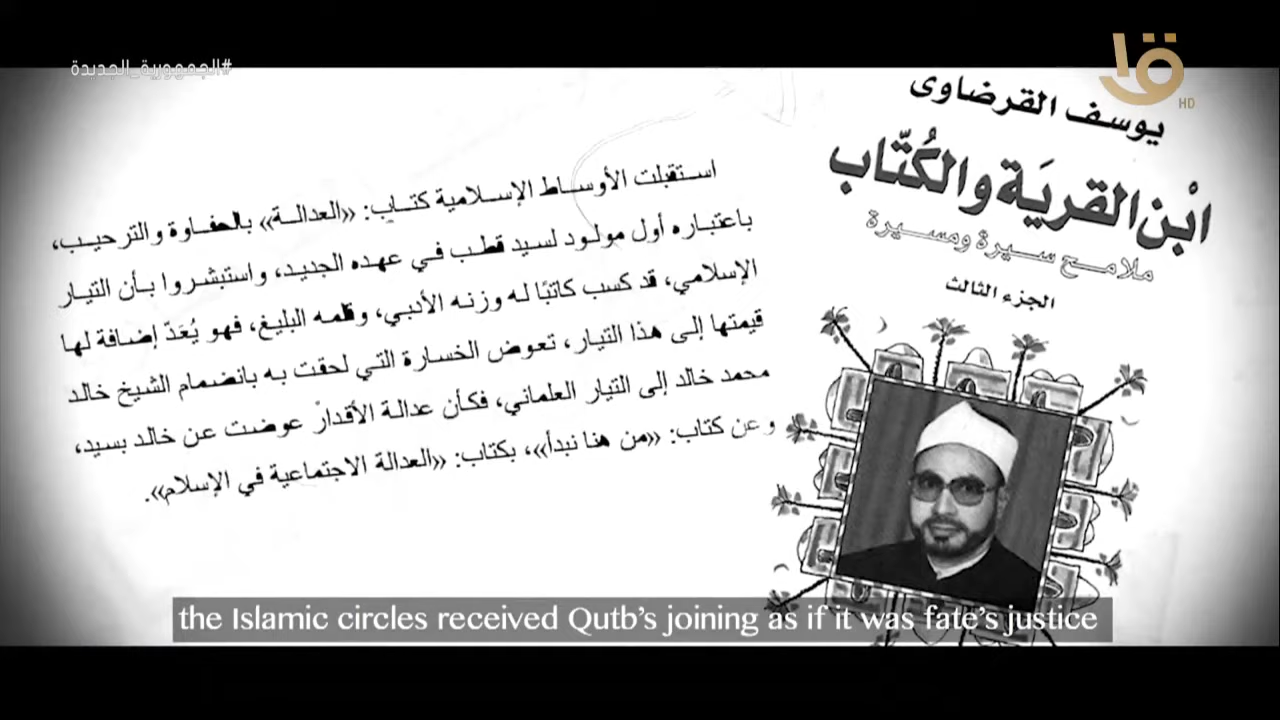 #الجمهورية_الجديدة
HD
يوسف القرضاوى
ابْن القريَة والكُتّاب
ملامح سيرة ومسيرة
الجزء الثالث
استقبلت الأوساط الإسلامية كتاب: «العدالة» بالحفاوة والترحيب،
باعتباره أول مولود لسيد قطب في عهده الجديد، واستبشروا بأن التيار
الإسلامي، قد كسب كاتبًا له وزنه الأدبي، وقلمه البليغ، فهو يُعَدّ إضافة لها
قيمتها إلى هذا التيار، تعوض الخسارة التي لحقت به بانضمام الشيخ خالد
محمد خالد إلى التيار العلماني، فكأن عدالة الأقدارْ عوضت عن خالد بسيد،
وعن كتاب: «من هنا نبدأ»، بكتاب: «العدالة الاجتماعية في الإسلام».
the Islamic circles received Qutb's joining as if it was fate's justice